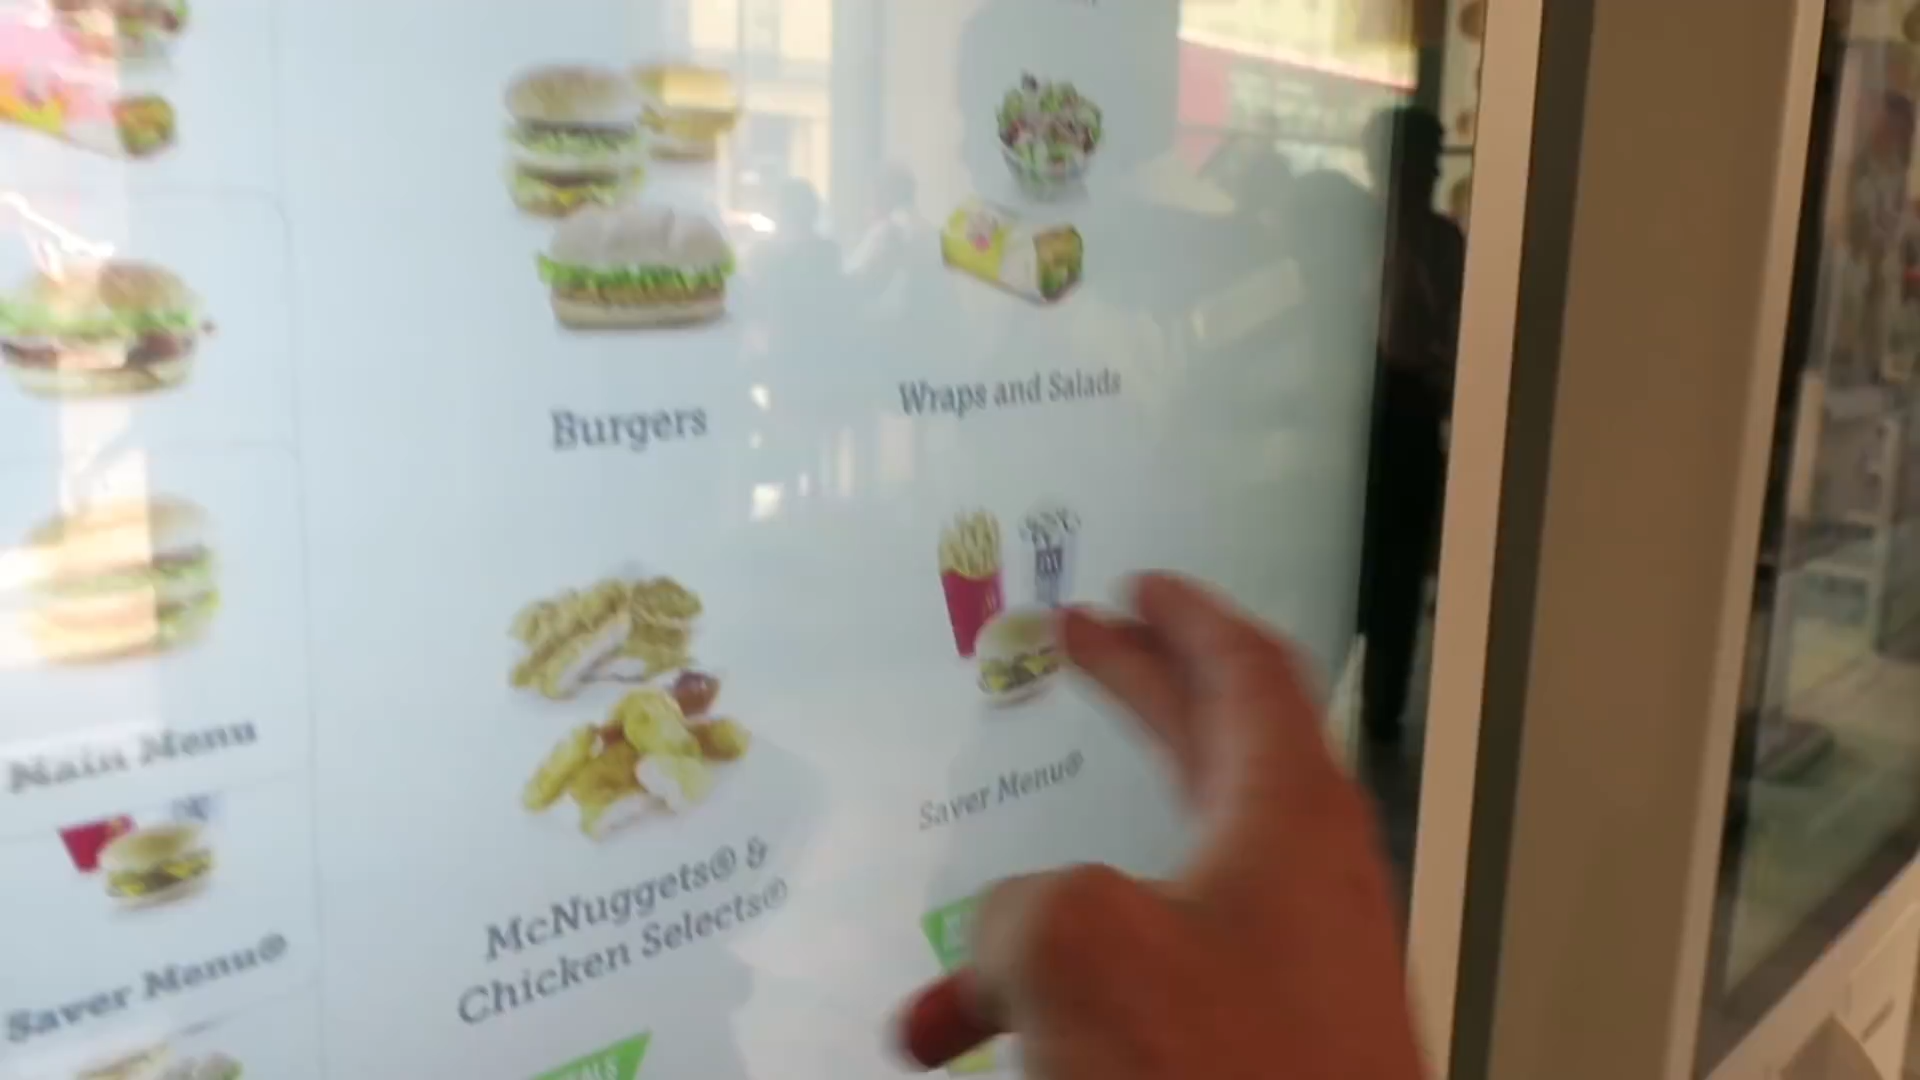 Burgers
Wraps and Salads
Main Menu
Saver Menu®
McNuggets® &
Chicken Selects®
Saver Menu®